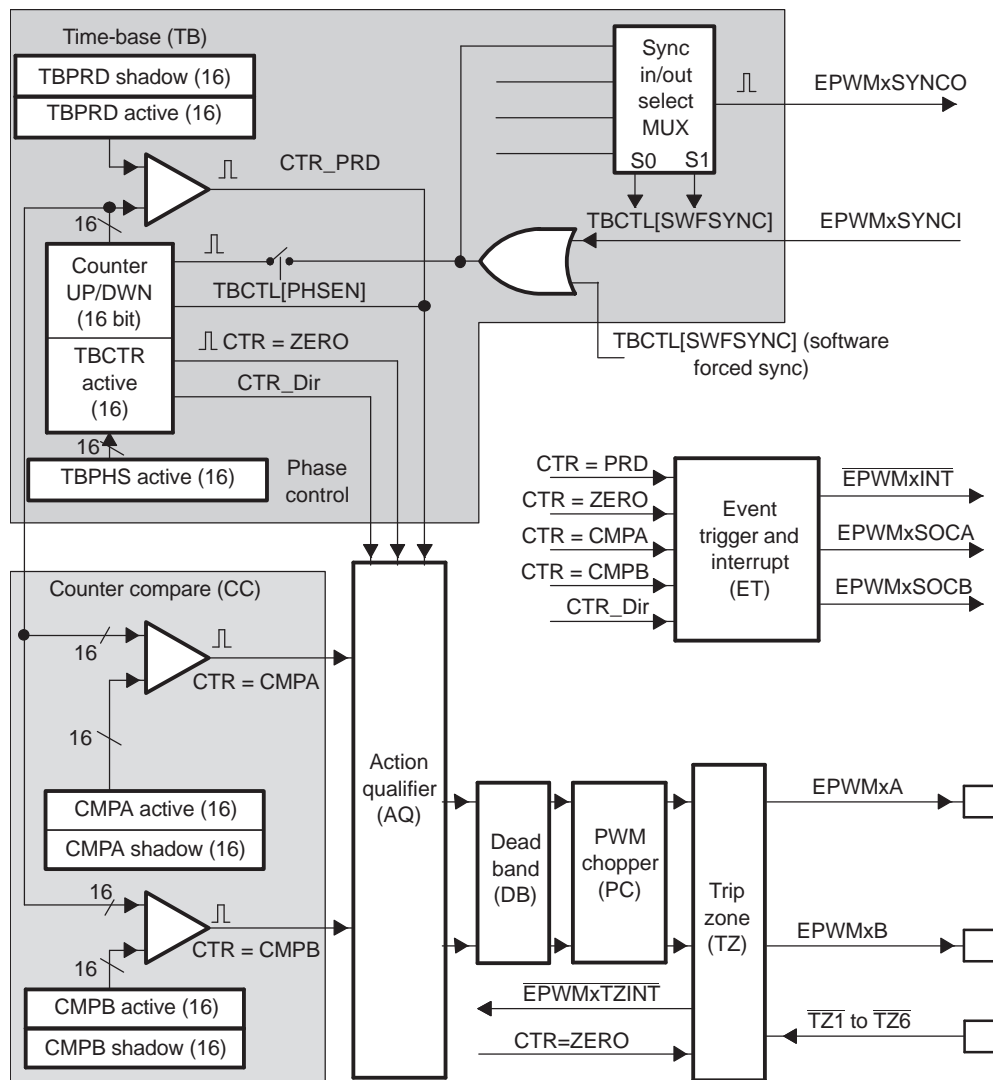 Time-base (TB)
TBPRD shadow (16)
TBPRD active (16)
CTR_PRD
Sync
in/out
select
MUX
S0
S1
EPWMxSYNCO
TBCTL[SWFSYNC]
EPWMxSYNCI
16
Counter
UP/DWN
(16 bit)
TBCTR
active
(16)
TBCTL[PHSEN]
CTR = ZERO
CTR_Dir
TBCTL[SWFSYNC] (software
forced sync)
16
TBPHS active (16)
Phase
control
CTR = PRD
CTR = ZERO
CTR = CMPA
CTR = CMPB
CTR_Dir
Event
trigger and
interrupt
(ET)
EPWMxINT
EPWMxSOCA
EPWMxSOCB
Counter compare (CC)
16
CTR = CMPA
16
CMPA active (16)
CMPA shadow (16)
16
CTR = CMPB
16
CMPB active (16)
CMPB shadow (16)
Action
qualifier
(AQ)
Dead
band
(DB)
PWM
chopper
(PC)
Trip
zone
(TZ)
EPWMxA
EPWMxB
EPWMxTZINT
CTR=ZERO
TZ1 to TZ6